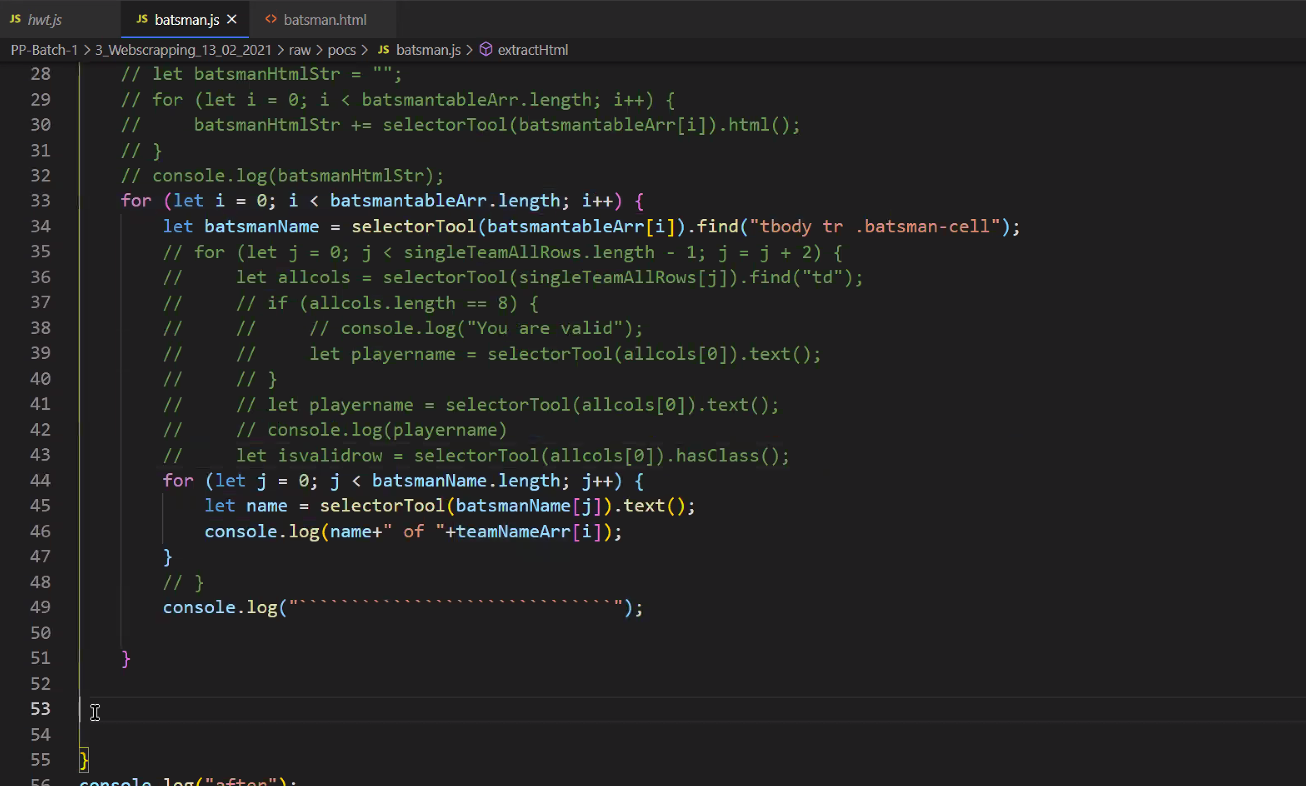 JS hwt.js JS batsman.js × <> batsman.html
PP-Batch-1 > 3_Webscrapping_13_02_2021 > raw > pocs > JS batsman.js > extractHtml
28 // let batsmanHtmlStr = "";
29 // for (let i = 0; i < batsmantableArr.length; i++) {
30 //     batsmanHtmlStr += selectorTool(batsmantableArr[i]).html();
31 // }
32 // console.log(batsmanHtmlStr);
33 for (let i = 0; i < batsmantableArr.length; i++) {
34     let batsmanName = selectorTool(batsmantableArr[i]).find("tbody tr .batsman-cell");
35     // for (let j = 0; j < singleTeamAllRows.length - 1; j = j + 2) {
36     //     let allcols = selectorTool(singleTeamAllRows[j]).find("td");
37     //     // if (allcols.length == 8) {
38     //     //     // console.log("You are valid");
39     //     //     let playername = selectorTool(allcols[0]).text();
40     //     // }
41     //     // let playername = selectorTool(allcols[0]).text();
42     //     // console.log(playername)
43     //     let isvalidrow = selectorTool(allcols[0]).hasClass();
44     for (let j = 0; j < batsmanName.length; j++) {
45         let name = selectorTool(batsmanName[j]).text();
46         console.log(name+" of "+teamNameArr[i]);
47     }
48     // }
49     console.log("``````````````````````````````");
50
51 }
52
53
54
55 }
56 console.log("after");